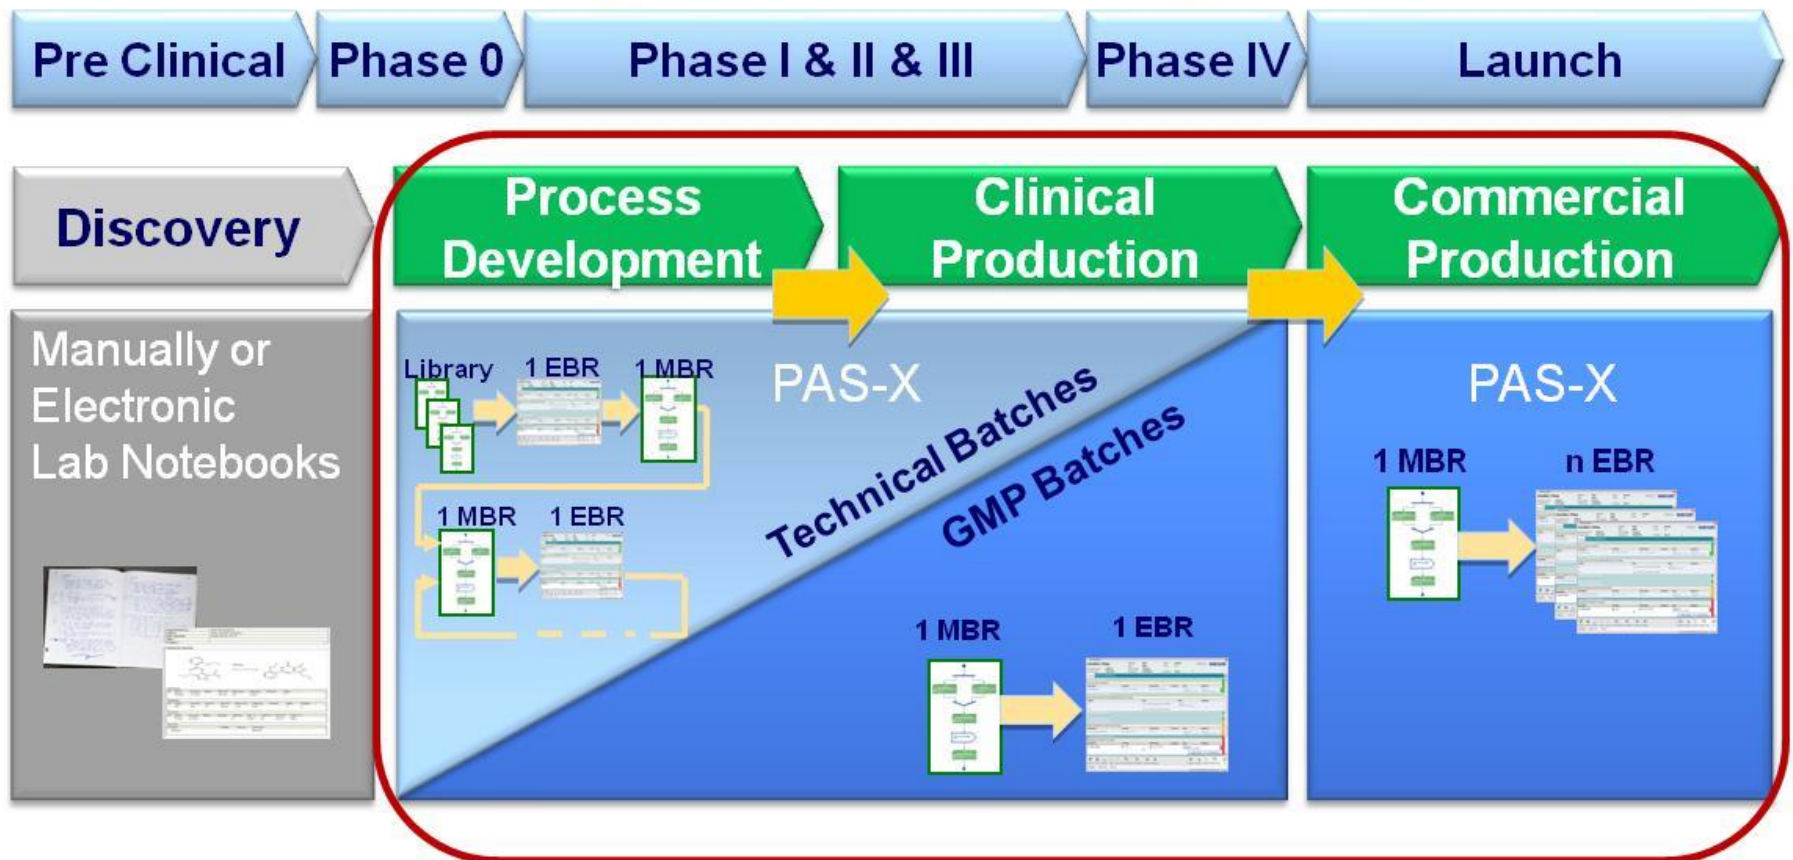 Pre Clinical
Phase 0
Phase I & II & III
Phase IV
Launch
Discovery
Process
Development
Clinical
Production
Commercial
Production
Manually or
Electronic
Lab Notebooks
Library
1 EBR
1 MBR
PAS-X
1 MBR
1 EBR
Technical Batches
GMP Batches
1 MBR
1 EBR
PAS-X
1 MBR
n EBR